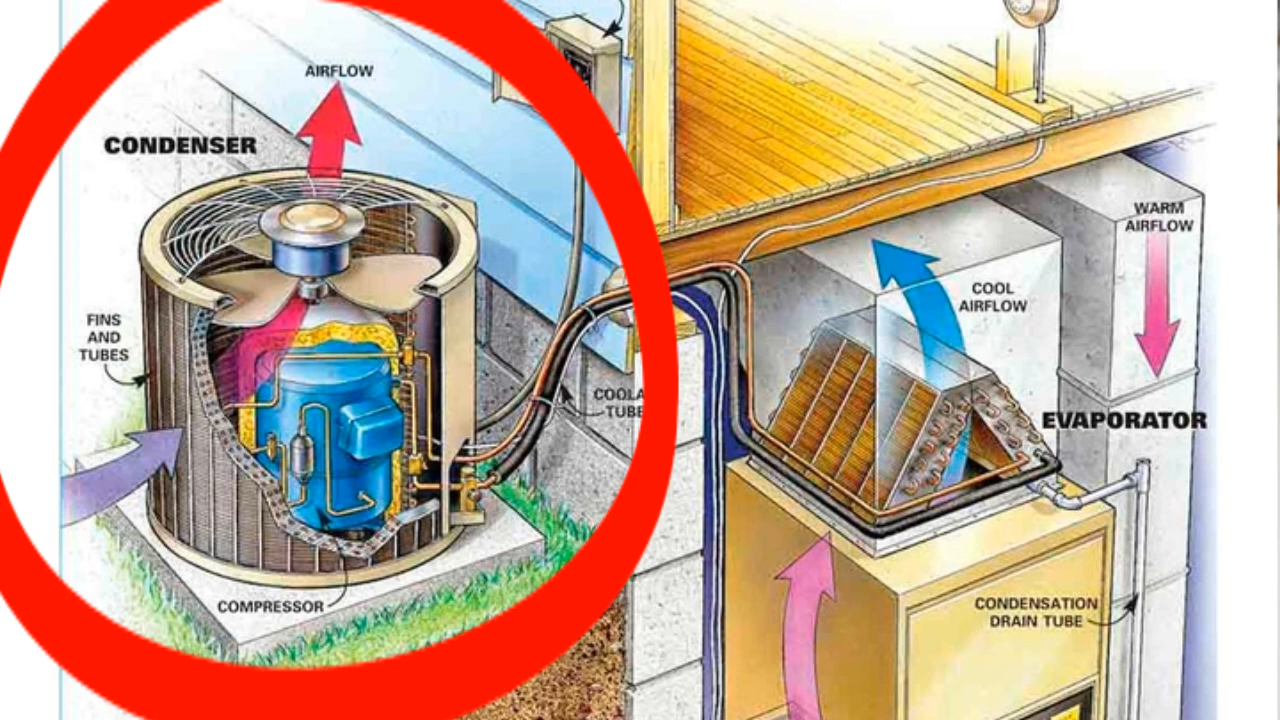 AIRFLOW
CONDENSER
WARM
AIRFLOW
COOL
AIRFLOW
FINS
AND
TUBES
EVAPORATOR
CONDENSATION
DRAIN TUBE
COMPRESSOR